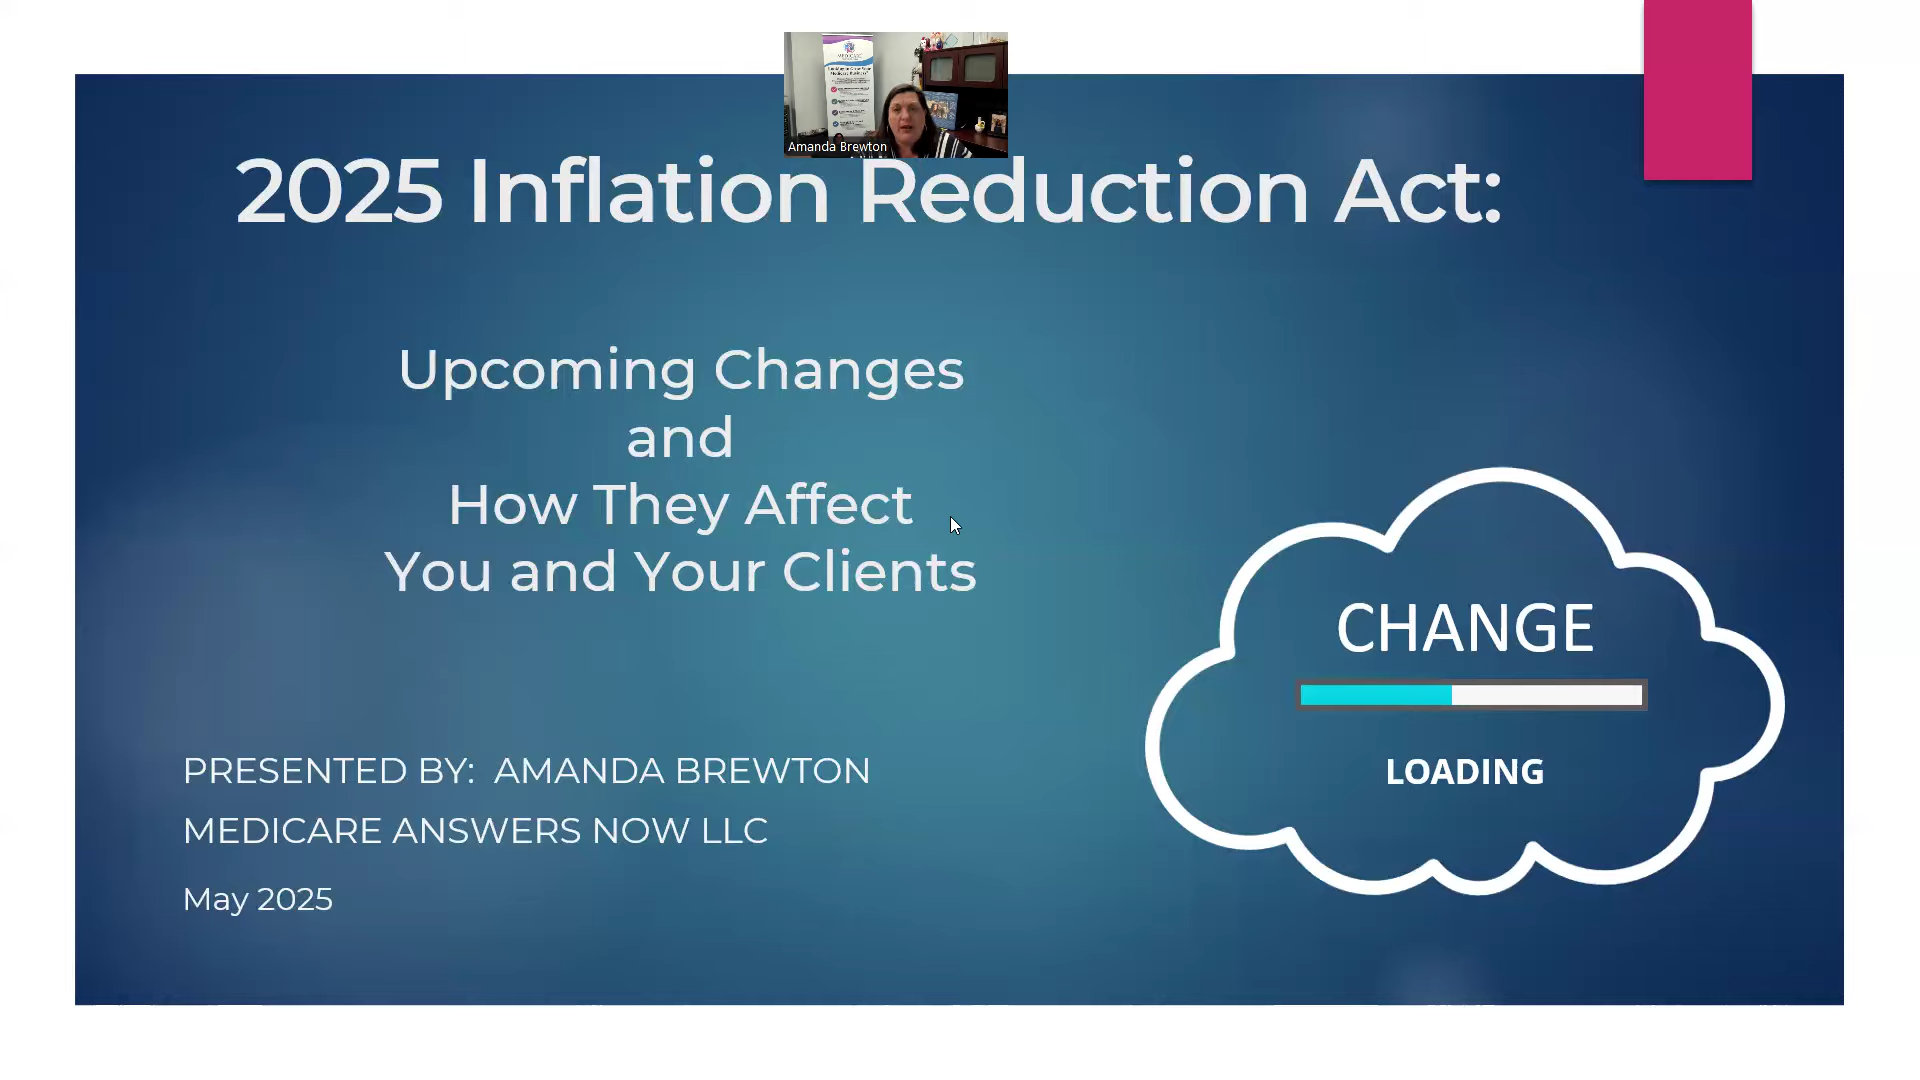 MEDICARE
Amanda Brewton
2025 Inflation Reduction Act:
Upcoming Changes
and
How They Affect
You and Your Clients
CHANGE
LOADING
PRESENTED BY: AMANDA BREWTON
MEDICARE ANSWERS NOW LLC
May 2025